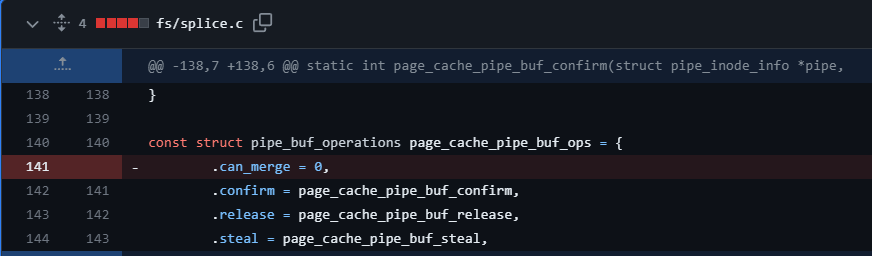 4 fs/splice.c
@@ -138,7 +138,6 @@ static int page_cache_pipe_buf_confirm(struct pipe_inode_info *pipe,
138 138 }
139 139
140 140 const struct pipe_buf_operations page_cache_pipe_buf_ops = {
141 - .can_merge = 0,
142 141 .confirm = page_cache_pipe_buf_confirm,
143 142 .release = page_cache_pipe_buf_release,
144 143 .steal = page_cache_pipe_buf_steal,